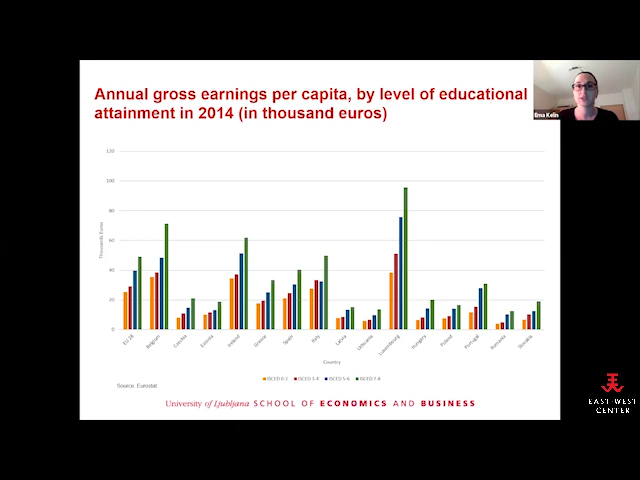 Annual gross earnings per capita, by level of educational
attainment in 2014 (in thousand euros)
Ema Kelin
120
100
80
60
40
20
0
Thousands Euros
EU 28
Belgium
Czechia
Estonia
Ireland
Greece
Spain
Italy
Latvia
Lithuania
Luxembourg
Hungary
Poland
Portugal
Romania
Slovakia
Country
ISCED 0-2 ISCED 3-4 ISCED 5-6 ISCED 7-8
Source: Eurostat
University of Ljubljana SCHOOL OF ECONOMICS AND BUSINESS
EAST-WEST
CENTER